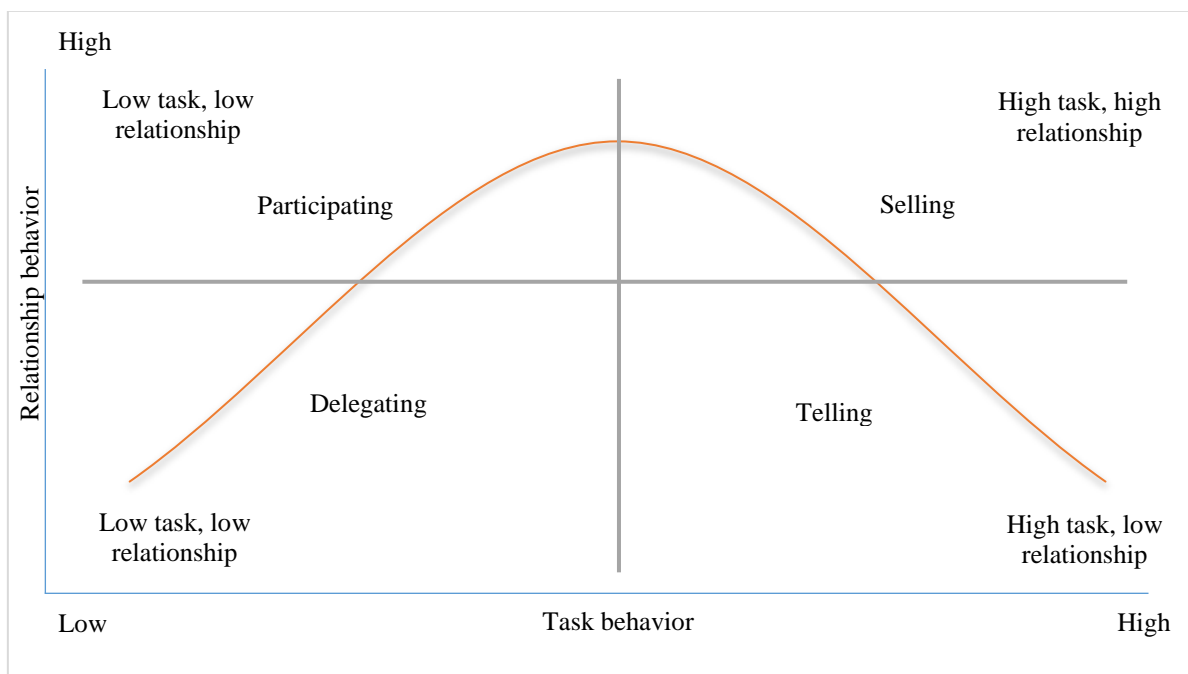 High
Low task, low
relationship
High task, high
relationship
Participating
Selling
Relationship behavior
Delegating
Telling
Low task, low
relationship
High task, low
relationship
Low
Task behavior
High